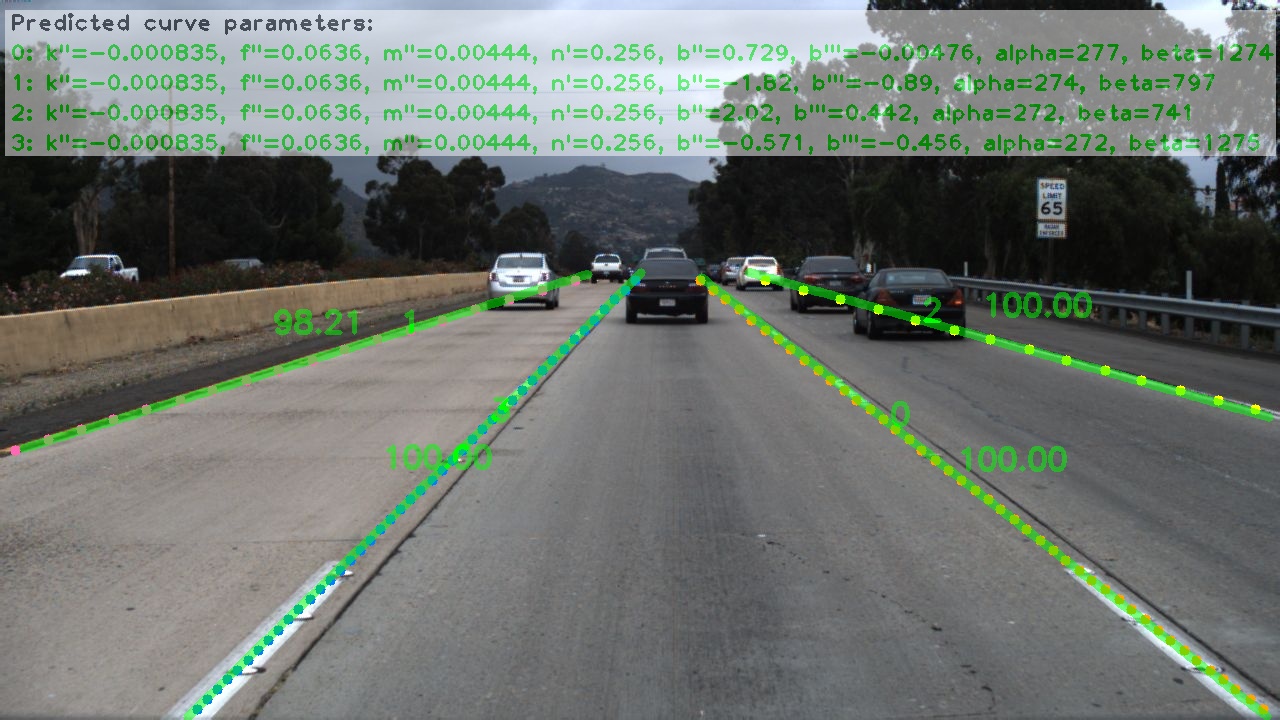 Predicted curve parameters:
0: k''=-0.000835, f''=0.0636, m''=0.00444, n'=0.256, b''=0.729, b'''=-0.00476, alpha=277, beta=1274
1: k''=-0.000835, f''=0.0636, m''=0.00444, n'=0.256, b''=-1.82, b'''=-0.89, alpha=274, beta=797
2: k''=-0.000835, f''=0.0636, m''=0.00444, n'=0.256, b''=2.02, b'''=0.442, alpha=272, beta=741
3: k''=-0.000835, f''=0.0636, m''=0.00444, n'=0.256, b''=-0.571, b'''=-0.456, alpha=272, beta=1275
SPEED
LIMIT
65
RADAR
ENFORCED
98.21 1 2 100.00
3 0
100.00 100.00